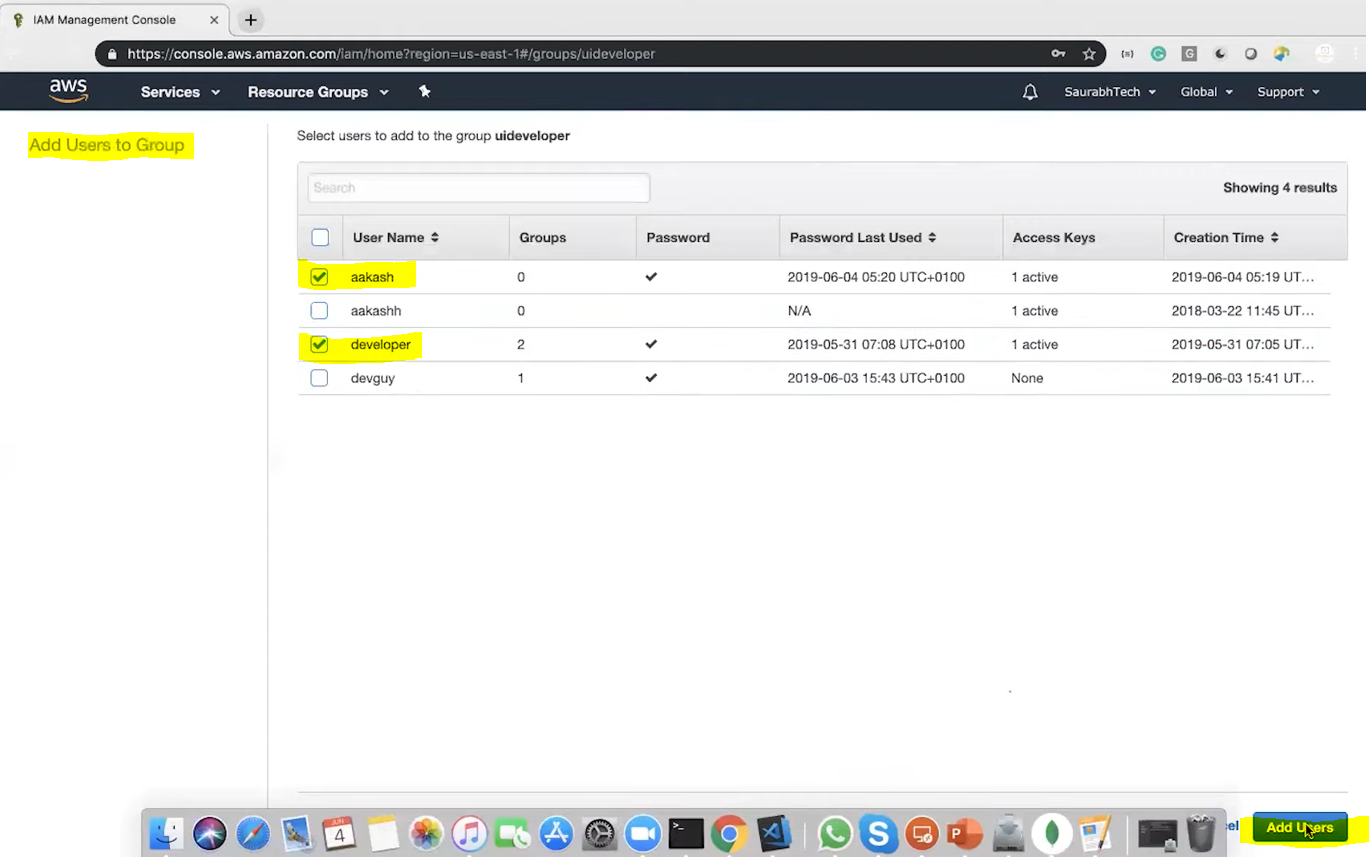 IAM Management Console
https://console.aws.amazon.com/iam/home?region=us-east-1#/groups/uideveloper
aws Services Resource Groups SaurabhTech Global Support
Add Users to Group
Select users to add to the group uideveloper
Search
Showing 4 results
User Name Groups Password Password Last Used Access Keys Creation Time
aakash 0 2019-06-04 05:20 UTC+0100 1 active 2019-06-04 05:19 UT...
aakashh 0 N/A 1 active 2018-03-22 11:45 UT...
developer 2 2019-05-31 07:08 UTC+0100 1 active 2019-05-31 07:05 UT...
devguy 1 2019-06-03 15:43 UTC+0100 None 2019-06-03 15:41 UT...
JUN
4
Add Users